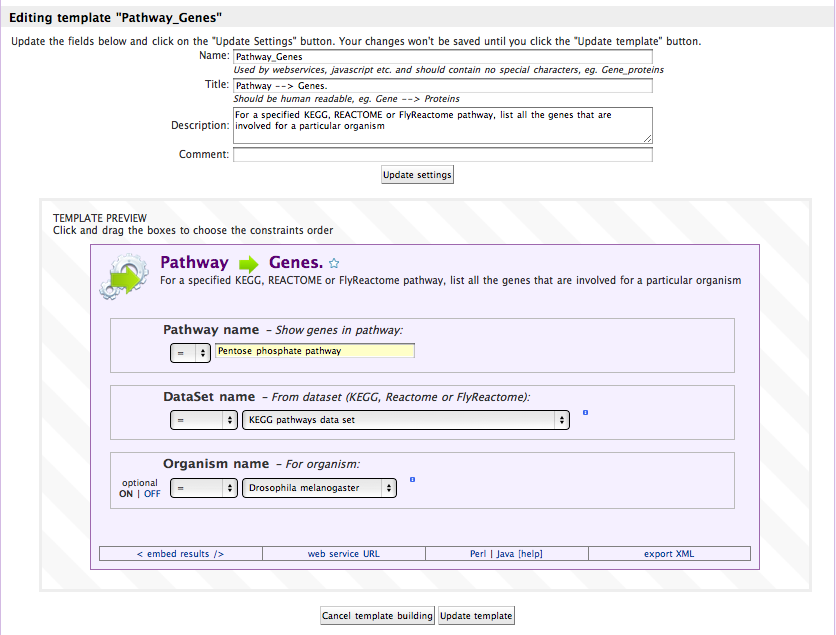 Editing template "Pathway_Genes"
Update the fields below and click on the "Update Settings" button. Your changes won't be saved until you click the "Update template" button.
Name: Pathway_Genes
Used by webservices, javascript etc. and should contain no special characters, eg. Gene_proteins
Title: Pathway --> Genes.
Should be human readable, eg. Gene --> Proteins
Description: For a specified KEGG, REACTOME or FlyReactome pathway, list all the genes that are
involved for a particular organism
Comment:
Update settings
TEMPLATE PREVIEW
Click and drag the boxes to choose the constraints order
Pathway Genes.
For a specified KEGG, REACTOME or FlyReactome pathway, list all the genes that are involved for a particular organism
Pathway name – Show genes in pathway:
= Pentose phosphate pathway
DataSet name – From dataset (KEGG, Reactome or FlyReactome):
= KEGG pathways data set i
Organism name – For organism:
optional
ON | OFF = Drosophila melanogaster i
< embed results /> web service URL Perl | Java [help] export XML
Cancel template building Update template